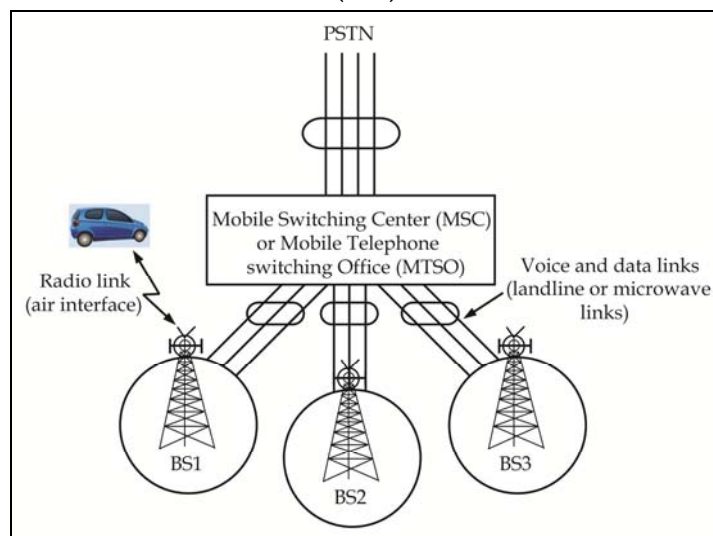 PSTN
Mobile Switching Center (MSC)
or Mobile Telephone
switching Office (MTSO)
Radio link
(air interface)
Voice and data links
(landline or microwave
links)
BS1
BS2
BS3